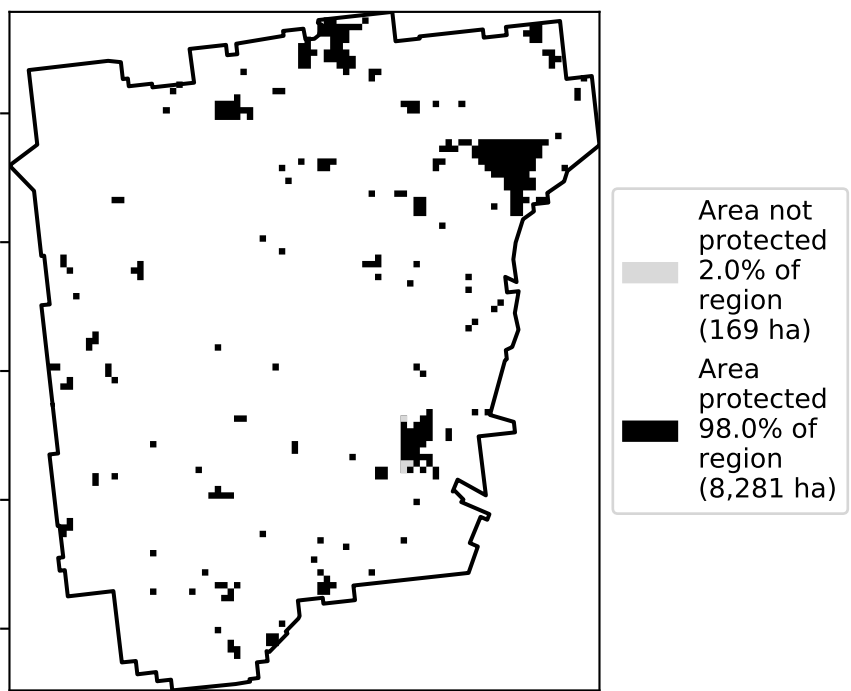 Area not
protected
2.0% of
region
(169 ha)
Area
protected
98.0% of
region
(8,281 ha)